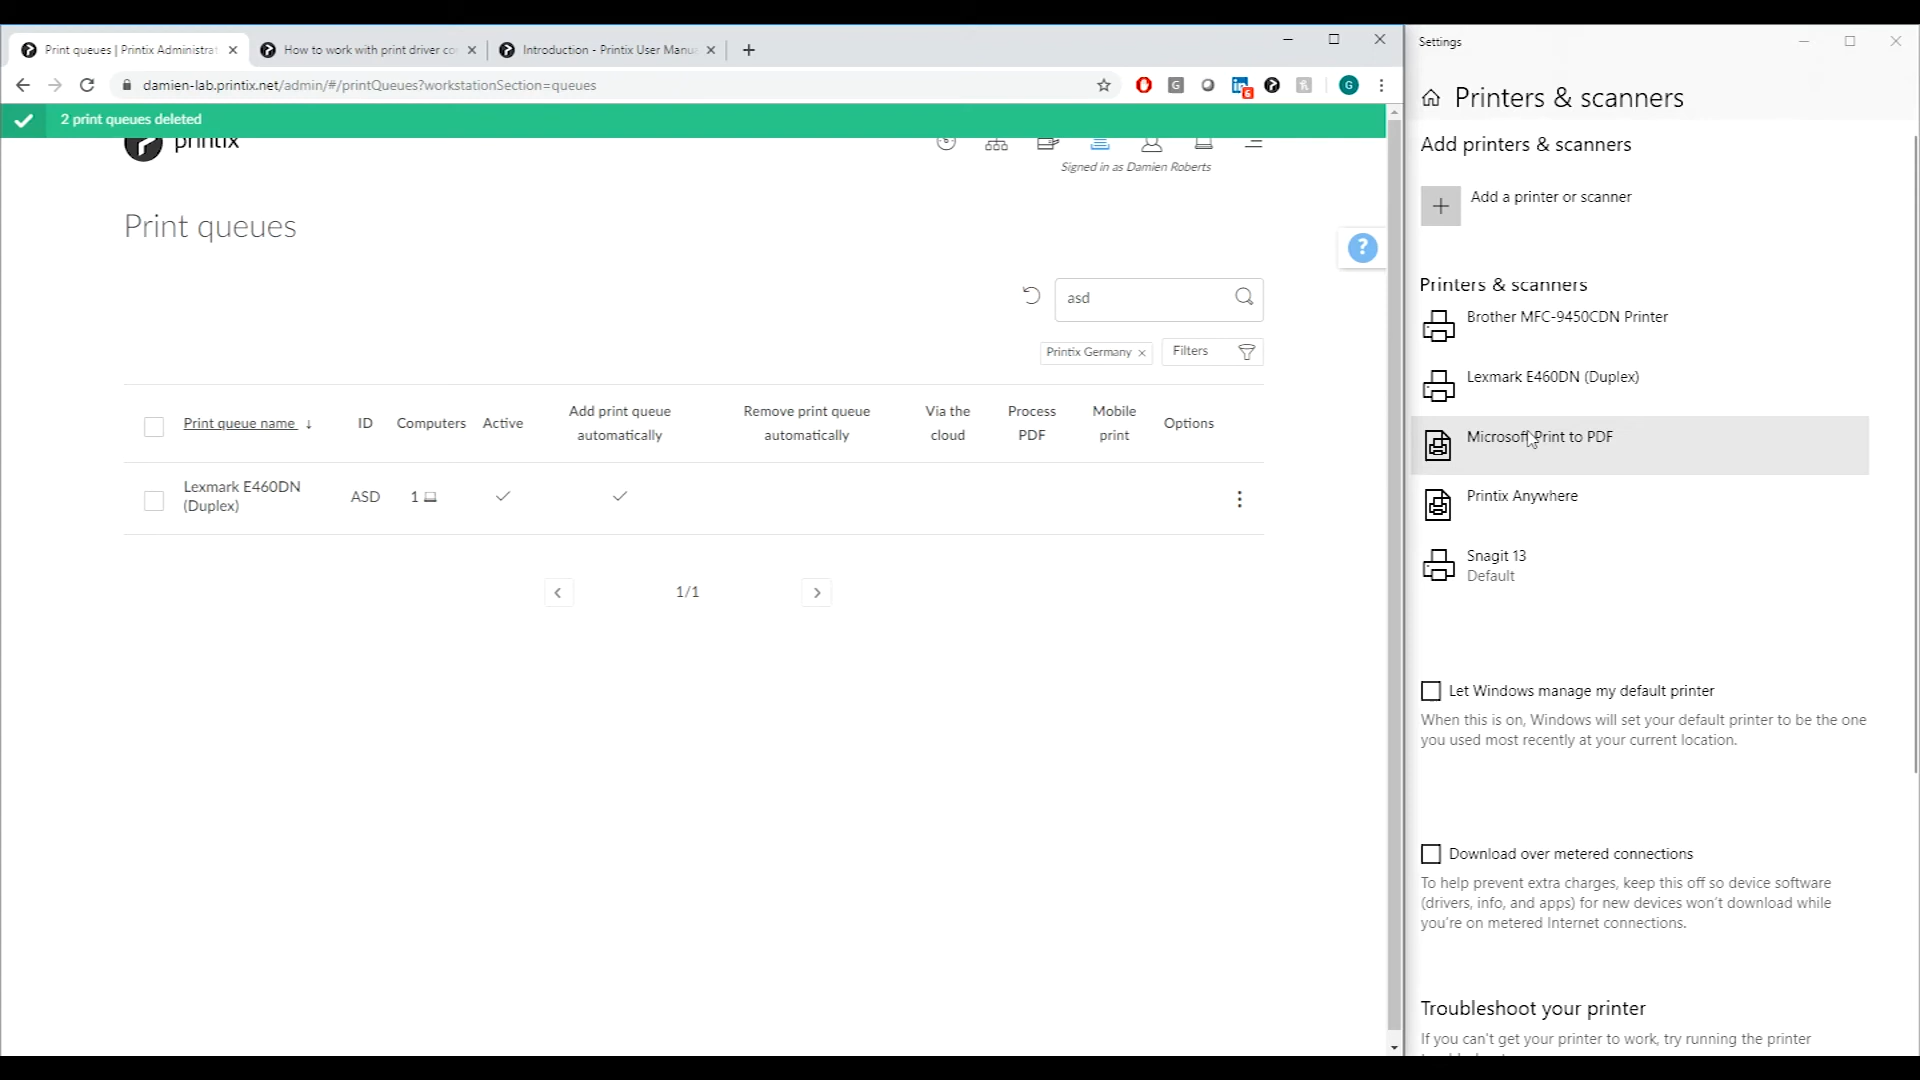 Print queues | Printix Administrat
How to work with print driver co
Introduction - Printix User Manu
damien-lab.printix.net/admin/#/printQueues?workstationSection=queues
2 print queues deleted
printix
Signed in as Damien Roberts
Print queues
asd
Printix Germany
Filters
Print queue name ↓ ID Computers Active Add print queue automatically Remove print queue automatically Via the cloud Process PDF Mobile print Options
Lexmark E460DN
(Duplex)
ASD
1
1/1
Settings
Printers & scanners
Add printers & scanners
Add a printer or scanner
Printers & scanners
Brother MFC-9450CDN Printer
Lexmark E460DN (Duplex)
Microsoft Print to PDF
Printix Anywhere
Snagit 13
Default
Let Windows manage my default printer
When this is on, Windows will set your default printer to be the one
you used most recently at your current location.
Download over metered connections
To help prevent extra charges, keep this off so device software
(drivers, info, and apps) for new devices won't download while
you're on metered Internet connections.
Troubleshoot your printer
If you can't get your printer to work, try running the printer